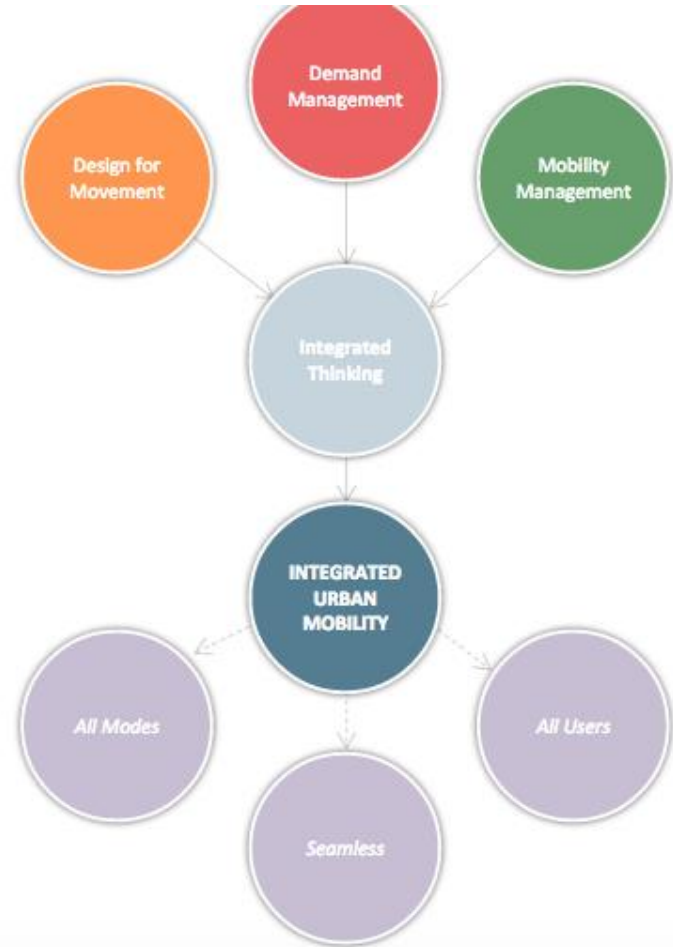 Demand
Management
Design for
Movement
Mobility
Management
Integrated
Thinking
INTEGRATED
URBAN
MOBILITY
All Modes
All Users
Seamless